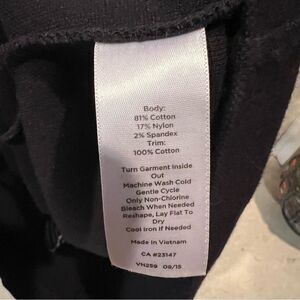 Body:
81% Cotton
17% Nylon
2% Spandex
Trim:
100% Cotton
Turn Garment Inside
Out
Machine Wash Cold
Gentle Cycle
Only Non-Chlorine
Bleach When Needed
Reshape, Lay Flat To
Dry
Cool Iron if Needed
Made In Vietnam
CA #23147
VN259 09/15